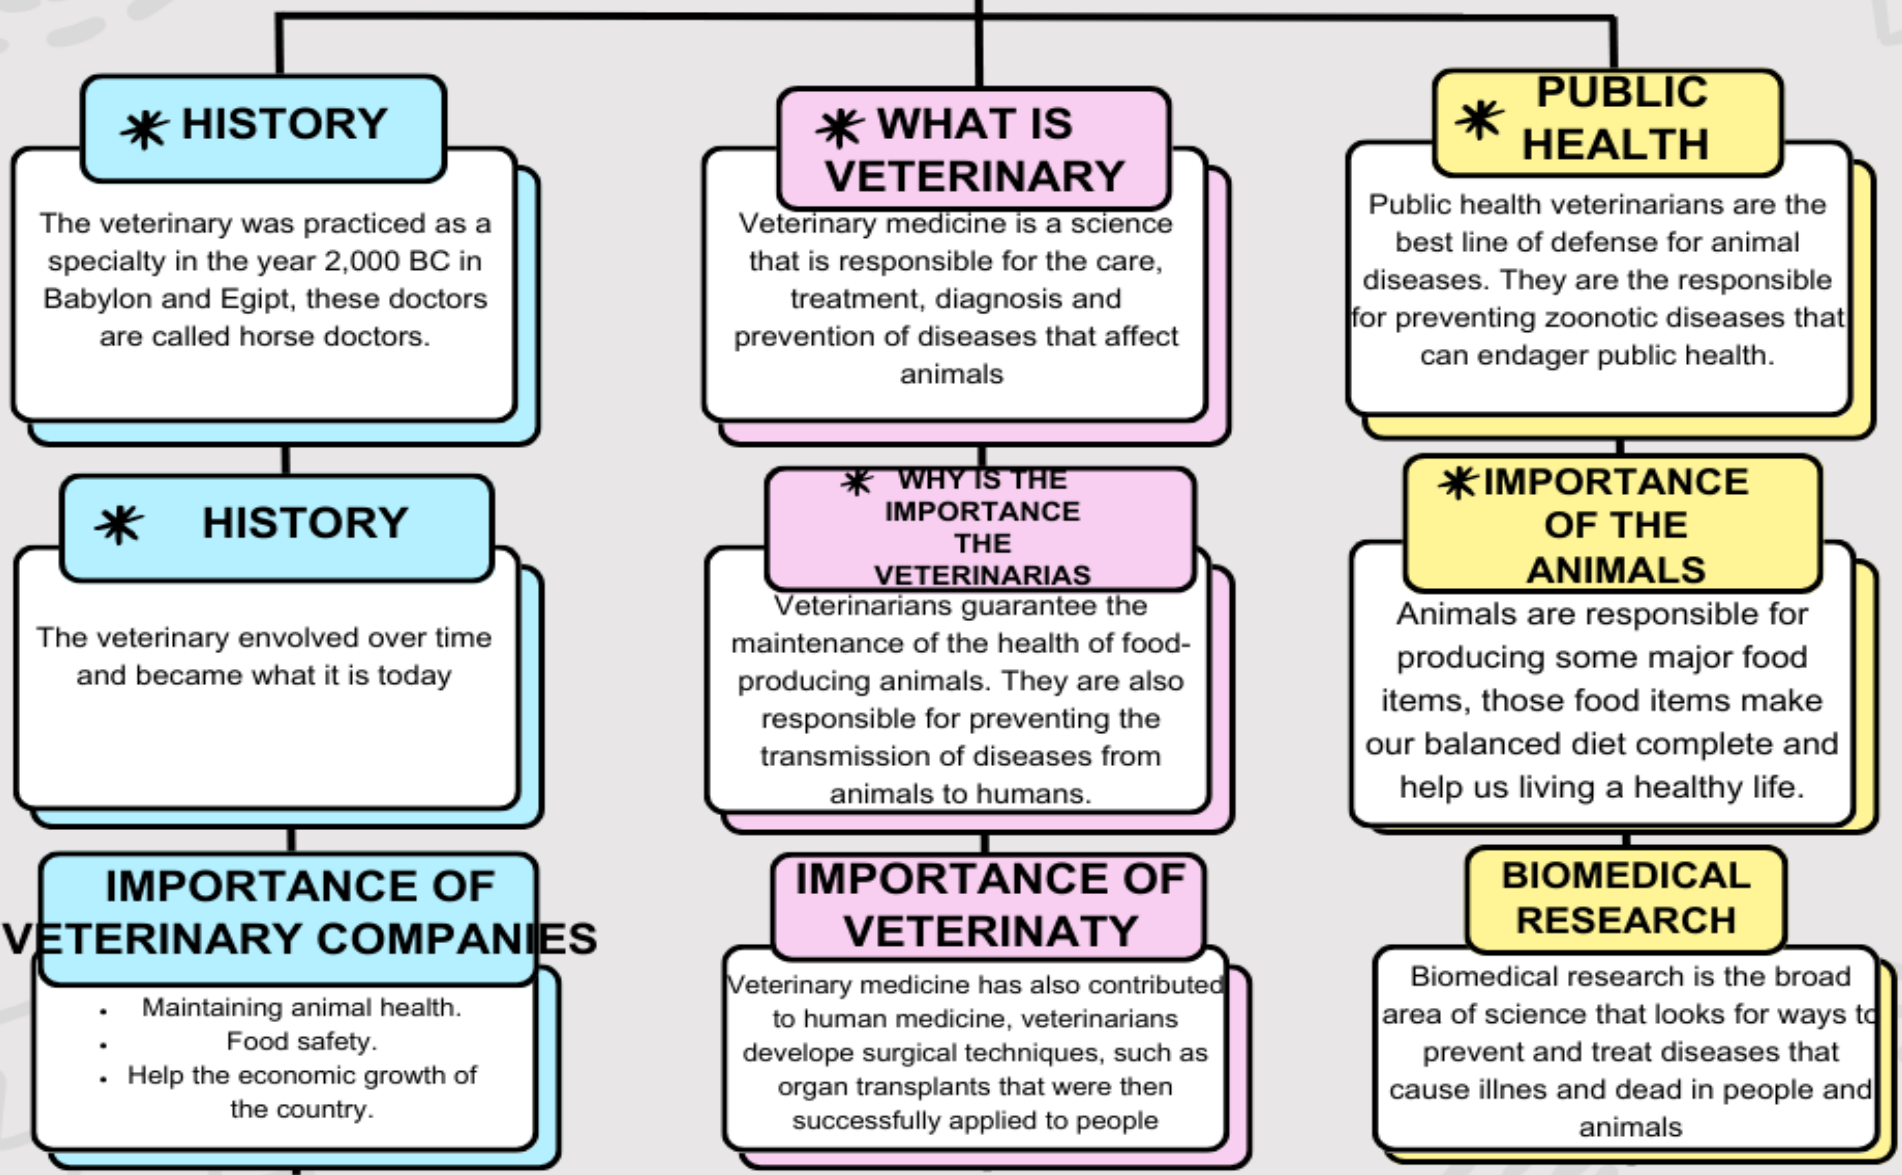 HISTORY
The veterinary was practiced as a
specialty in the year 2,000 BC in
Babylon and Egipt, these doctors
are called horse doctors.
HISTORY
The veterinary envolved over time
and became what it is today
IMPORTANCE OF
VETERINARY COMPANIES
• Maintaining animal health.
• Food safety.
• Help the economic growth of
the country.
WHAT IS
VETERINARY
Veterinary medicine is a science
that is responsible for the care,
treatment, diagnosis and
prevention of diseases that affect
animals
WHY IS THE
IMPORTANCE
THE
VETERINARIAS
Veterinarians guarantee the
maintenance of the health of food-
producing animals. They are also
responsible for preventing the
transmission of diseases from
animals to humans.
IMPORTANCE OF
VETERINATY
Veterinary medicine has also contributed
to human medicine, veterinarians
develope surgical techniques, such as
organ transplants that were then
successfully applied to people
PUBLIC
HEALTH
Public health veterinarians are the
best line of defense for animal
diseases. They are the responsible
for preventing zoonotic diseases that
can endager public health.
IMPORTANCE
OF THE
ANIMALS
Animals are responsible for
producing some major food
items, those food items make
our balanced diet complete and
help us living a healthy life.
BIOMEDICAL
RESEARCH
Biomedical research is the broad
area of science that looks for ways to
prevent and treat diseases that
cause illnes and dead in people and
animals